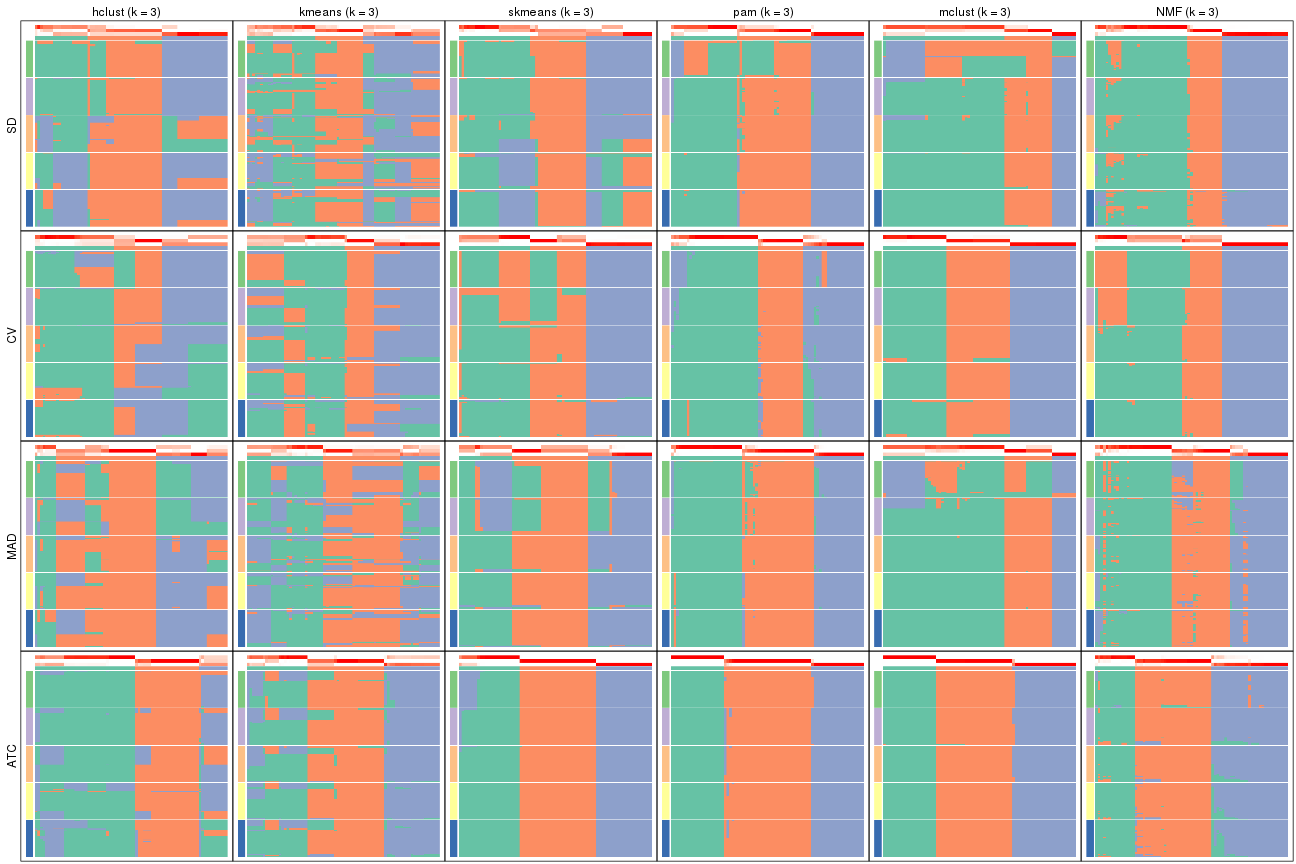 hclust (k = 3) kmeans (k = 3) skmeans (k = 3) pam (k = 3) mclust (k = 3) NMF (k = 3)
SD
CV
MAD
ATC